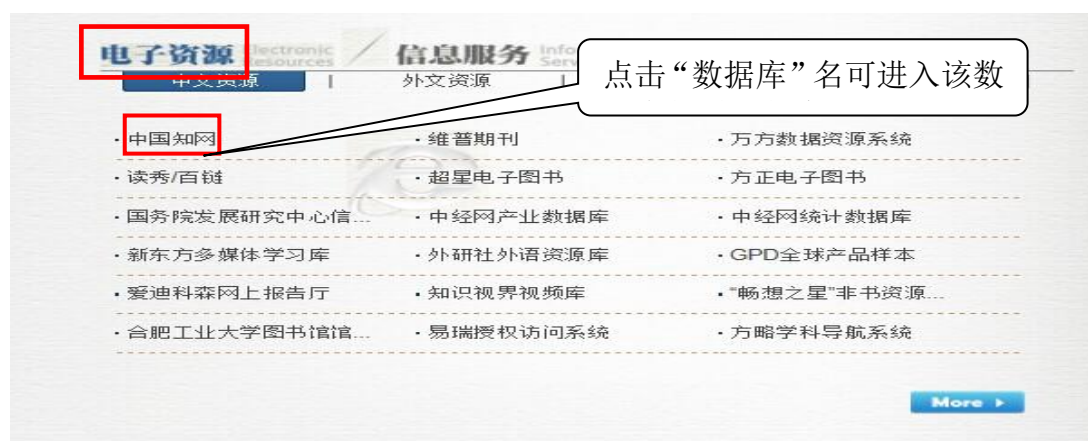 电子资源 Electronic Resources 信息服务
点击“数据库”名可进入该数
中文资源 | 外文资源 |
·中国知网 ·维普期刊 ·万方数据资源系统
·读秀/百链 ·超星电子图书 ·方正电子图书
·国务院发展研究中心信... ·中经网产业数据库 ·中经网统计数据库
·新东方多媒体学习库 ·外研社外语资源库 ·GPD全球产品样本
·爱迪科森网上报告厅 ·知识视界视频库 ·“畅想之星”非书资源...
·合肥工业大学图书馆馆... ·易瑞授权访问系统 ·方略学科导航系统
More